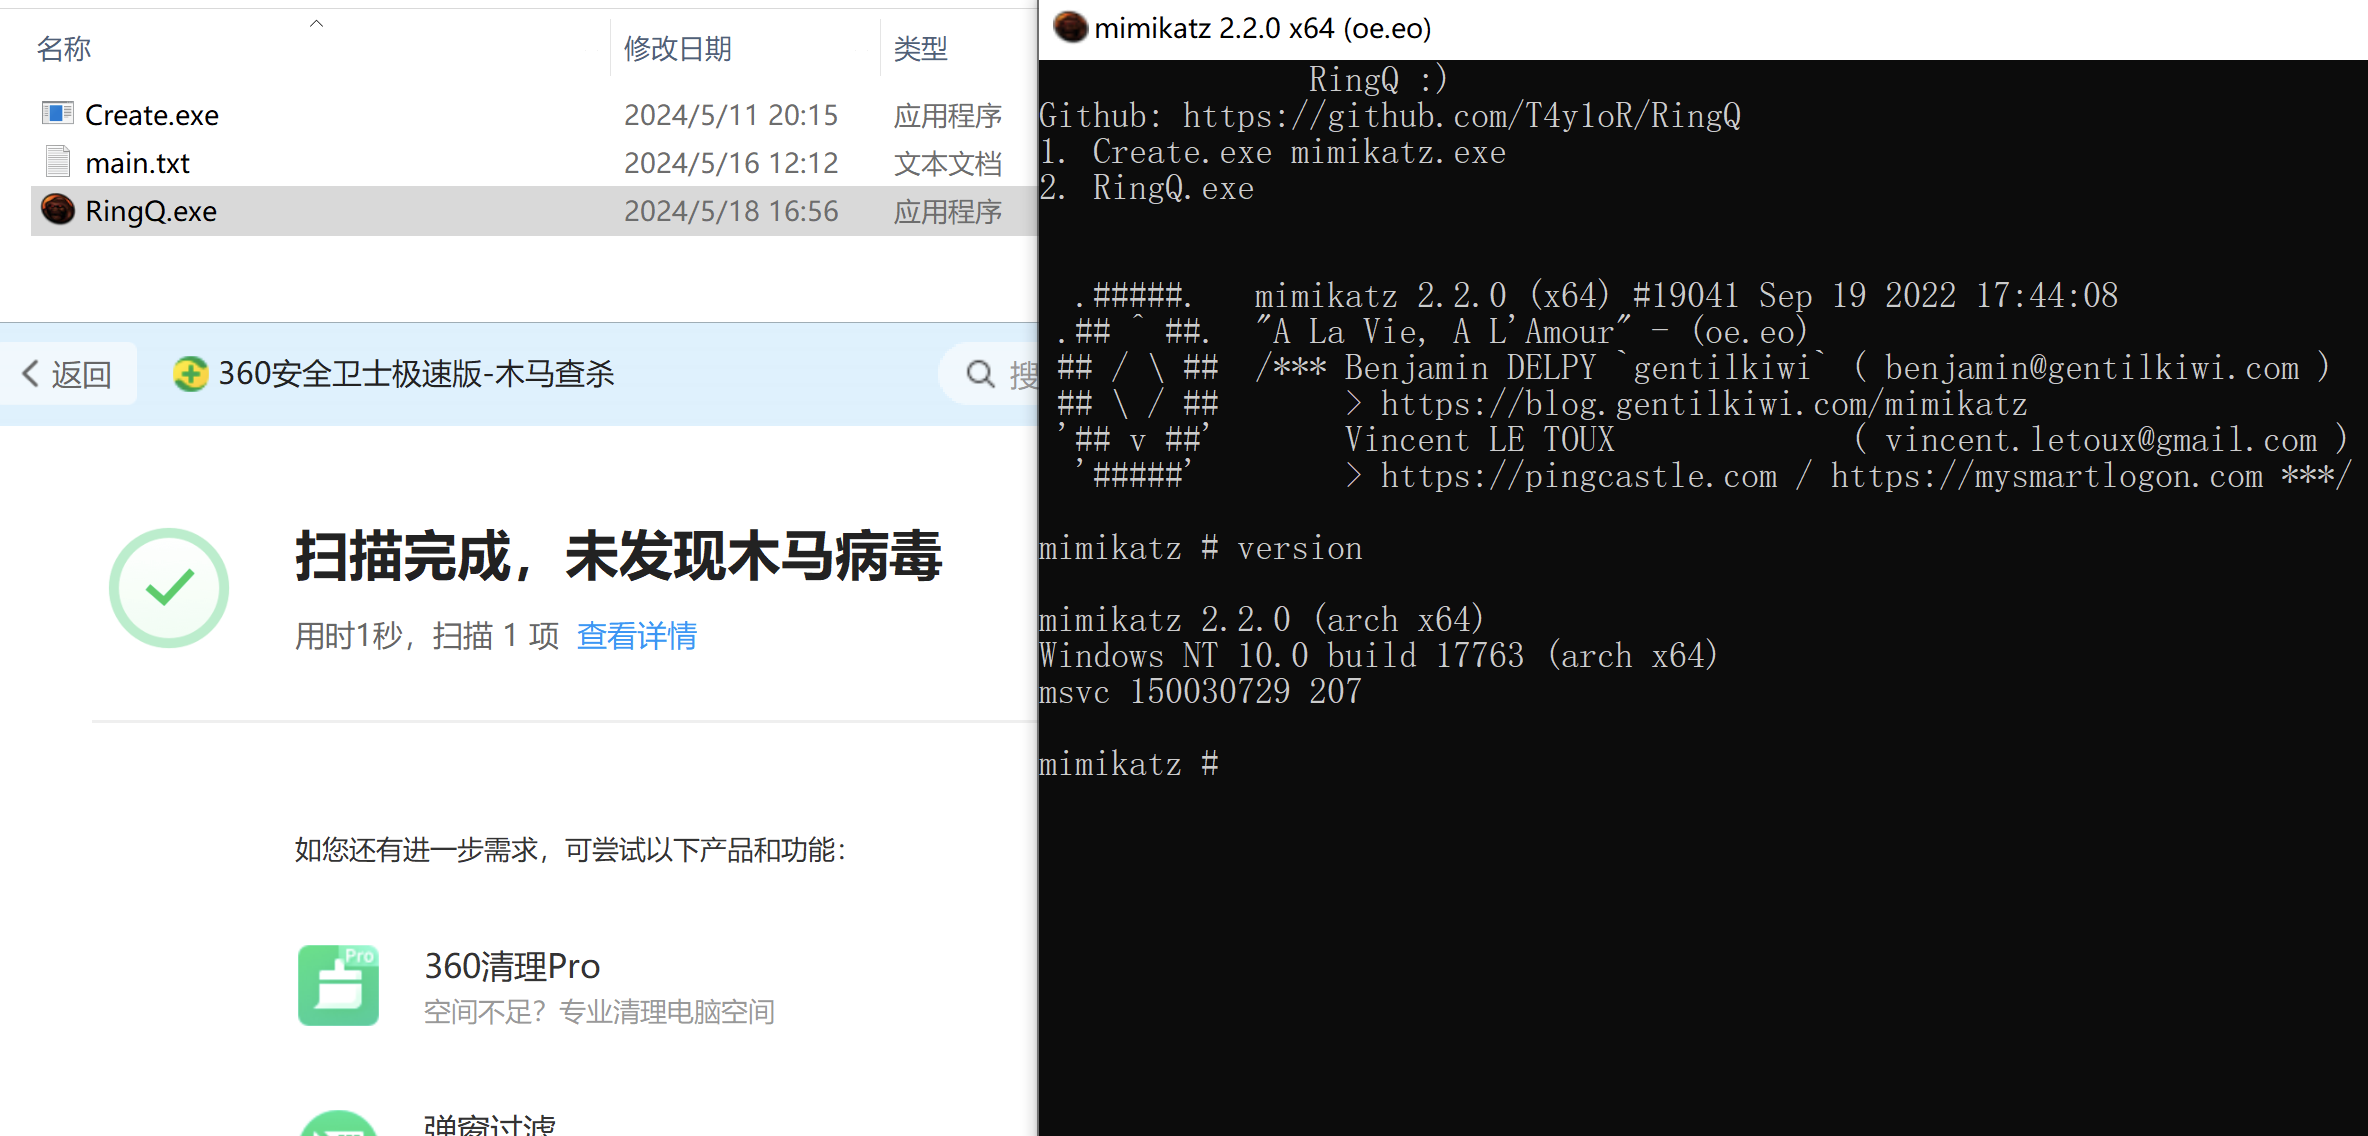 名称 修改日期 类型
Create.exe 2024/5/11 20:15 应用程序
main.txt 2024/5/16 12:12 文本文档
RingQ.exe 2024/5/18 16:56 应用程序
返回 360安全卫士极速版-木马查杀 搜
扫描完成，未发现木马病毒
用时1秒，扫描 1 项 查看详情
如您还有进一步需求，可尝试以下产品和功能：
Pro
360清理Pro
空间不足？专业清理电脑空间
弹窗过滤
mimikatz 2.2.0 x64 (oe.eo)
RingQ :)
Github: https://github.com/T4y1oR/RingQ
1. Create.exe mimikatz.exe
2. RingQ.exe
.#####. mimikatz 2.2.0 (x64) #19041 Sep 19 2022 17:44:08
.## ^ ##. "A La Vie, A L'Amour" - (oe.eo)
## / \ ## /*** Benjamin DELPY `gentilkiwi` ( benjamin@gentilkiwi.com )
## \ / ## > https://blog.gentilkiwi.com/mimikatz
'## v ##' Vincent LE TOUX ( vincent.letoux@gmail.com )
'#####' > https://pingcastle.com / https://mysmartlogon.com ***/
mimikatz # version
mimikatz 2.2.0 (arch x64)
Windows NT 10.0 build 17763 (arch x64)
msvc 150030729 207
mimikatz #